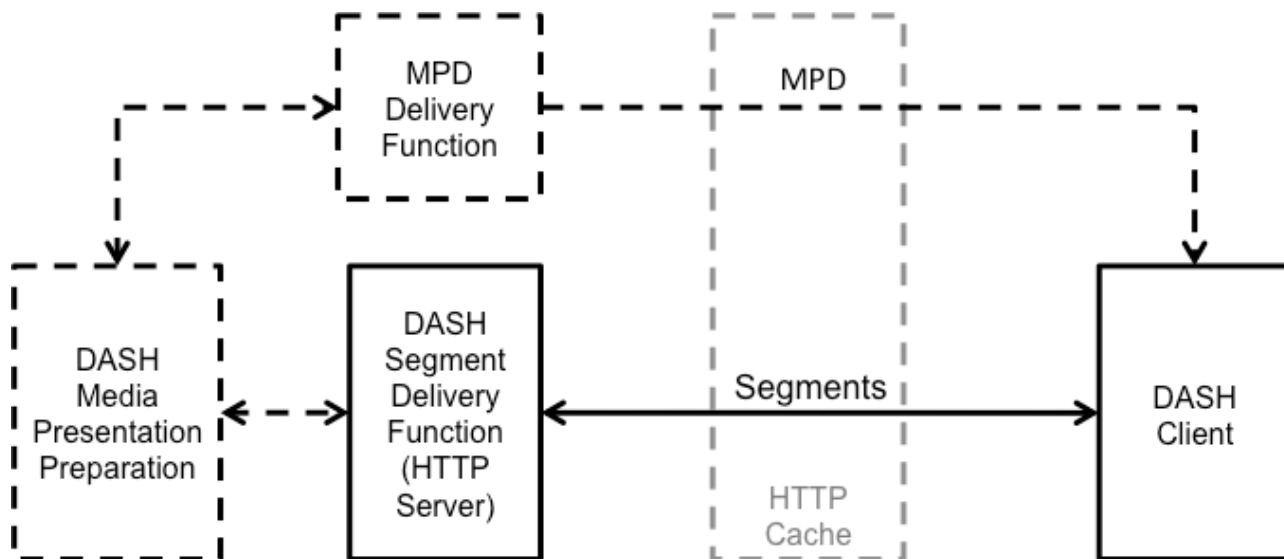 MPD
Delivery
Function
MPD
DASH
Media
Presentation
Preparation
DASH
Segment
Delivery
Function
(HTTP
Server)
Segments
HTTP
Cache
DASH
Client